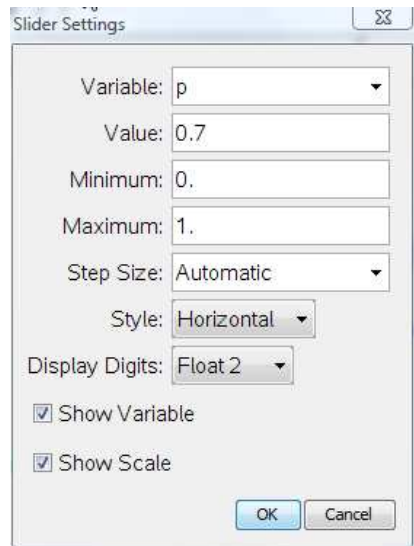 Slider Settings
Variable: p
Value: 0.7
Minimum: 0.
Maximum: 1.
Step Size: Automatic
Style: Horizontal
Display Digits: Float 2
Show Variable
Show Scale
OK Cancel